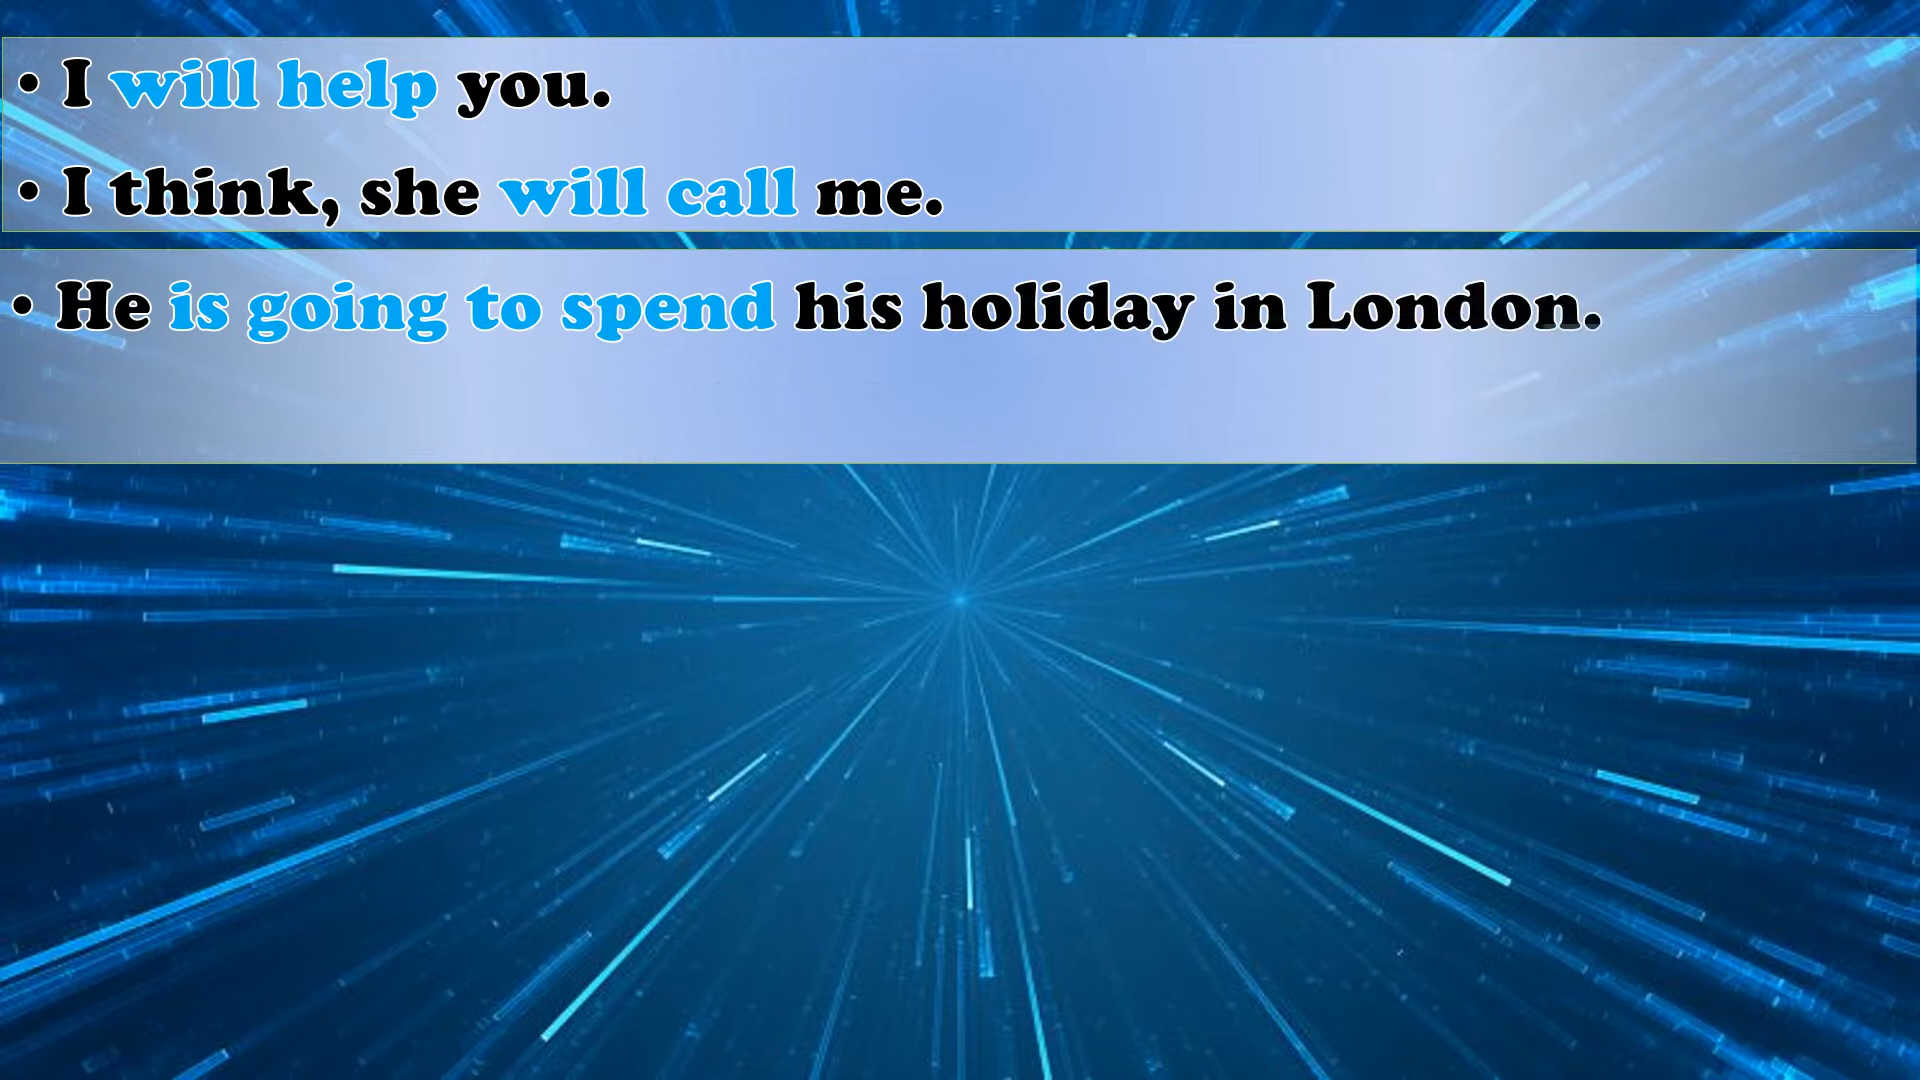 • I will help you.
• I think, she will call me.
• He is going to spend his holiday in London.